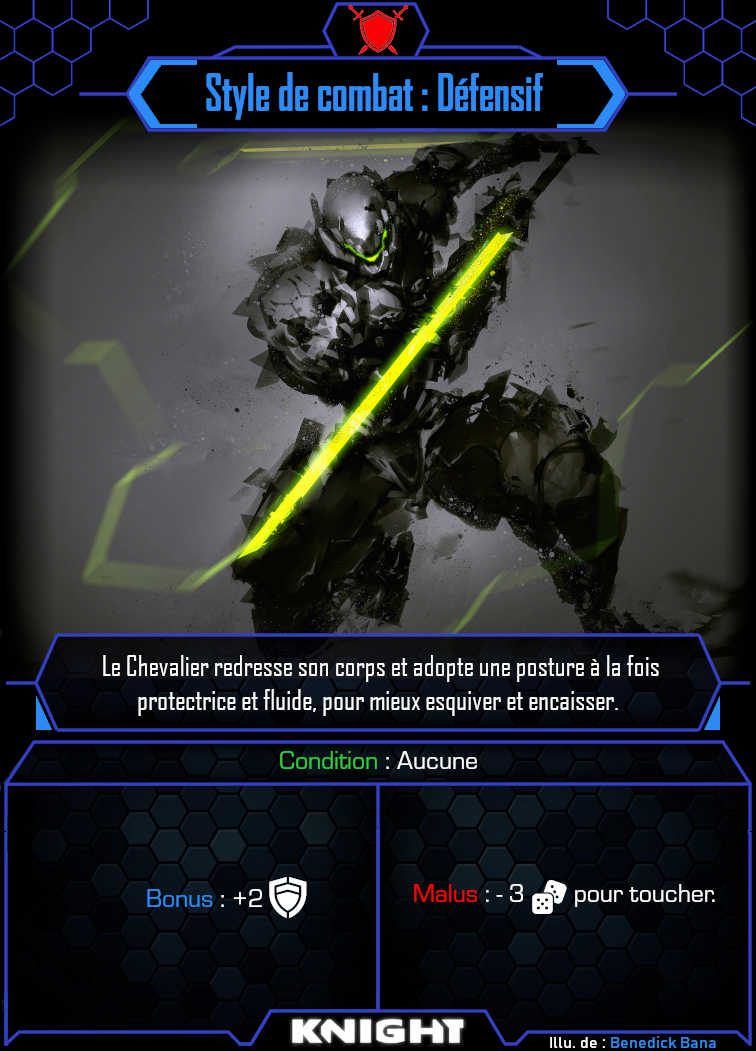 Style de combat : Défensif
Le Chevalier redresse son corps et adopte une posture à la fois
protectrice et fluide, pour mieux esquiver et encaisser.
Condition : Aucune
Bonus : +2
Malus : - 3 pour toucher.
KNIGHT
Illu. de : Benedick Bana